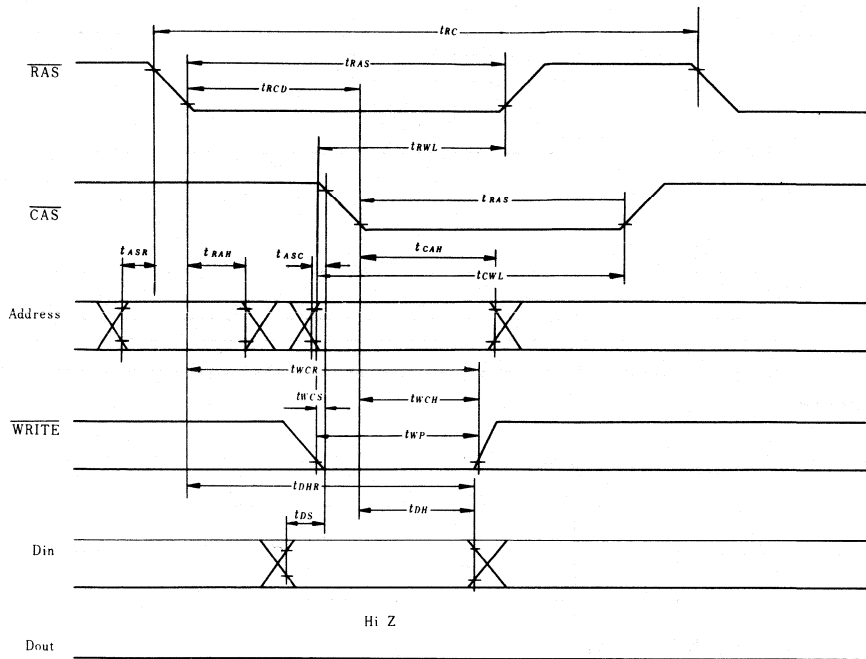 tRC
RAS
tRAS
tRCD
tRWL
CAS
tRAS
tASR
tRAH
tASC
tCAH
tCWL
Address
tWCR
tWCS
tWCH
WRITE
tWP
tDHR
tDS
tDH
Din
Hi Z
Dout